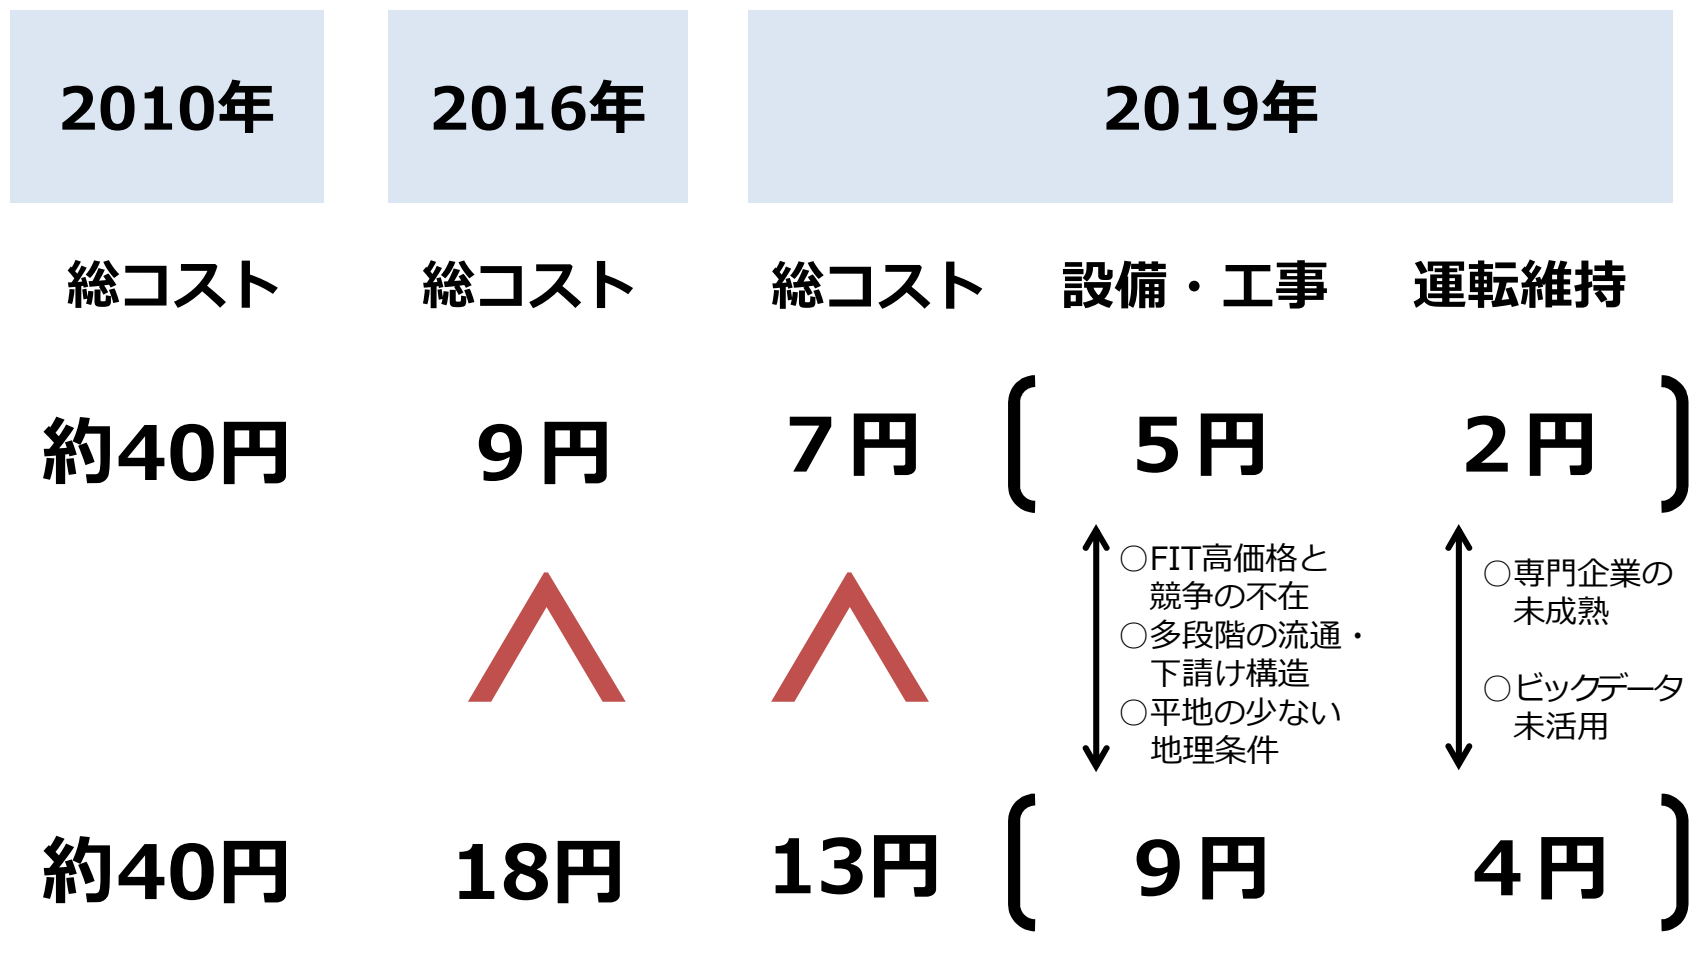 2010年
2016年
2019年
総コスト
総コスト
総コスト
設備・工事
運転維持
約40円
９円
７円
５円
２円
○FIT高価格と
競争の不在
○多段階の流通・
下請け構造
○平地の少ない
地理条件
○専門企業の
未成熟
○ビックデータ
未活用
約40円
18円
13円
９円
４円